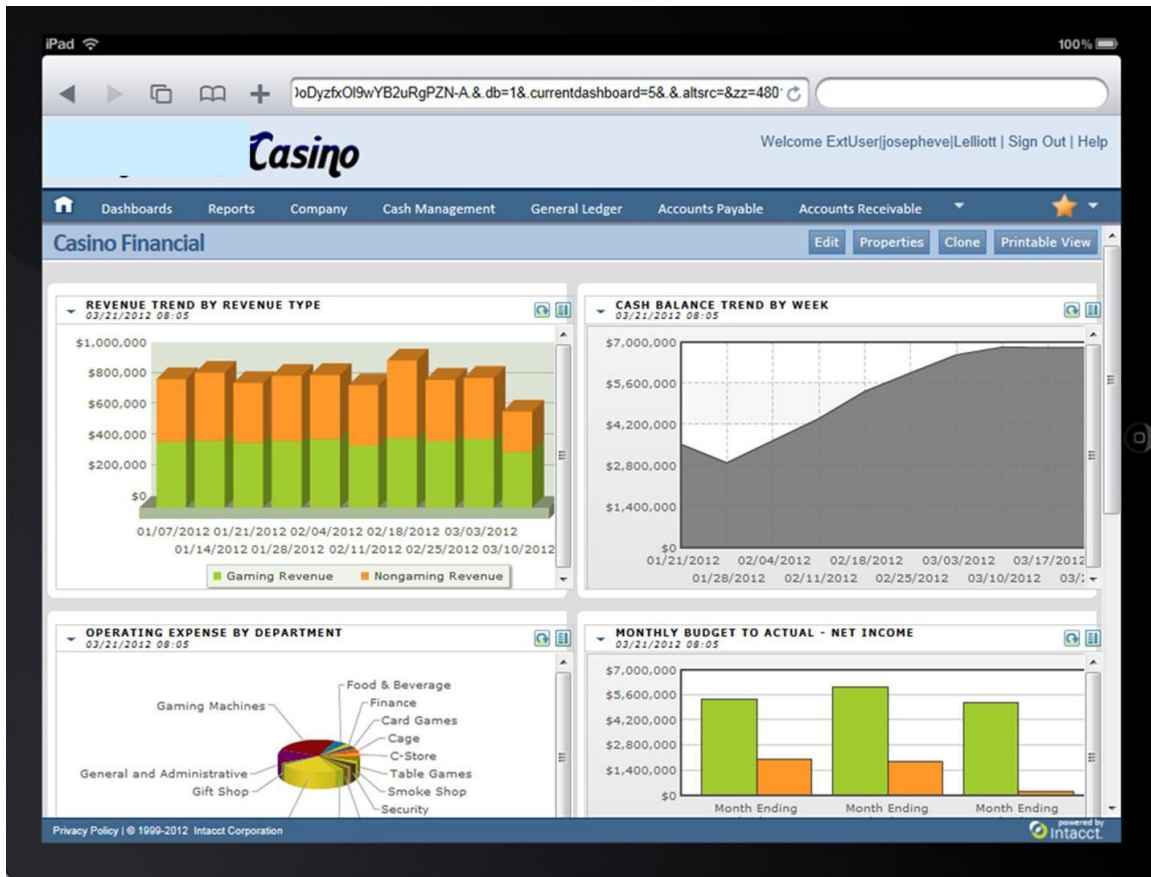 iPad 100%
ɔoDyzfxOl9wYB2uRgPZN-A.&.db=1&.currentdashboard=5&.&.altsrc=&zz=480
Casino
Welcome ExtUser|josepheve|Lelliott | Sign Out | Help
Dashboards Reports Company Cash Management General Ledger Accounts Payable Accounts Receivable
Casino Financial Edit Properties Clone Printable View
REVENUE TREND BY REVENUE TYPE
03/21/2012 08:05
$1,000,000
$800,000
$600,000
$400,000
$200,000
$0
01/07/2012 01/21/2012 02/04/2012 02/18/2012 03/03/2012
01/14/2012 01/28/2012 02/11/2012 02/25/2012 03/10/2012
Gaming Revenue Nongaming Revenue
CASH BALANCE TREND BY WEEK
03/21/2012 08:05
$7,000,000
$5,600,000
$4,200,000
$2,800,000
$1,400,000
$0
01/21/2012 02/04/2012 02/18/2012 03/03/2012 03/17/2012
01/28/2012 02/11/2012 02/25/2012 03/10/2012 03/
OPERATING EXPENSE BY DEPARTMENT
03/21/2012 08:05
Food & Beverage
Gaming Machines Finance
Card Games
Cage
C-Store
General and Administrative Table Games
Gift Shop Smoke Shop
Security
MONTHLY BUDGET TO ACTUAL - NET INCOME
03/21/2012 08:05
$7,000,000
$5,600,000
$4,200,000
$2,800,000
$1,400,000
$0
Month Ending Month Ending Month Ending
Privacy Policy | © 1999-2012 Intacct Corporation
powered by
Intacct.